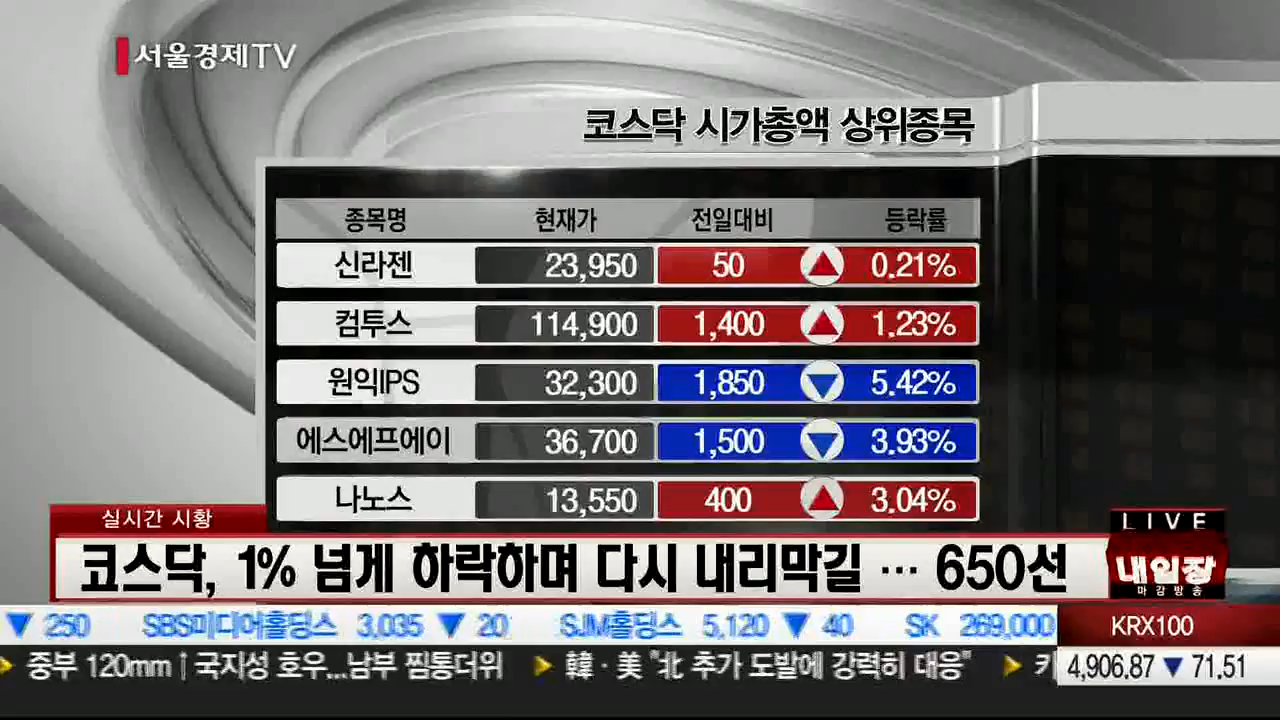 서울경제TV
코스닥 시가총액 상위종목
종목명 현재가 전일대비 등락률
신라젠 23,950 50 ▲ 0.21%
컴투스 114,900 1,400 ▲ 1.23%
원익IPS 32,300 1,850 ▼ 5.42%
에스에프에이 36,700 1,500 ▼ 3.93%
나노스 13,550 400 ▲ 3.04%
실시간 시황
코스닥, 1% 넘게 하락하며 다시 내리막길 … 650선
LIVE
내일장
마감방송
▼ 250 SBS미디어홀딩스 3,035 ▼ 20 SJM홀딩스 5,120 ▼ 40 SK 269,000
KRX100
중부 120mm↑국지성 호우...남부 찜통더위 ▶ 韓·美 "北 추가 도발에 강력히 대응" ▶
4,906.87 ▼ 71.51